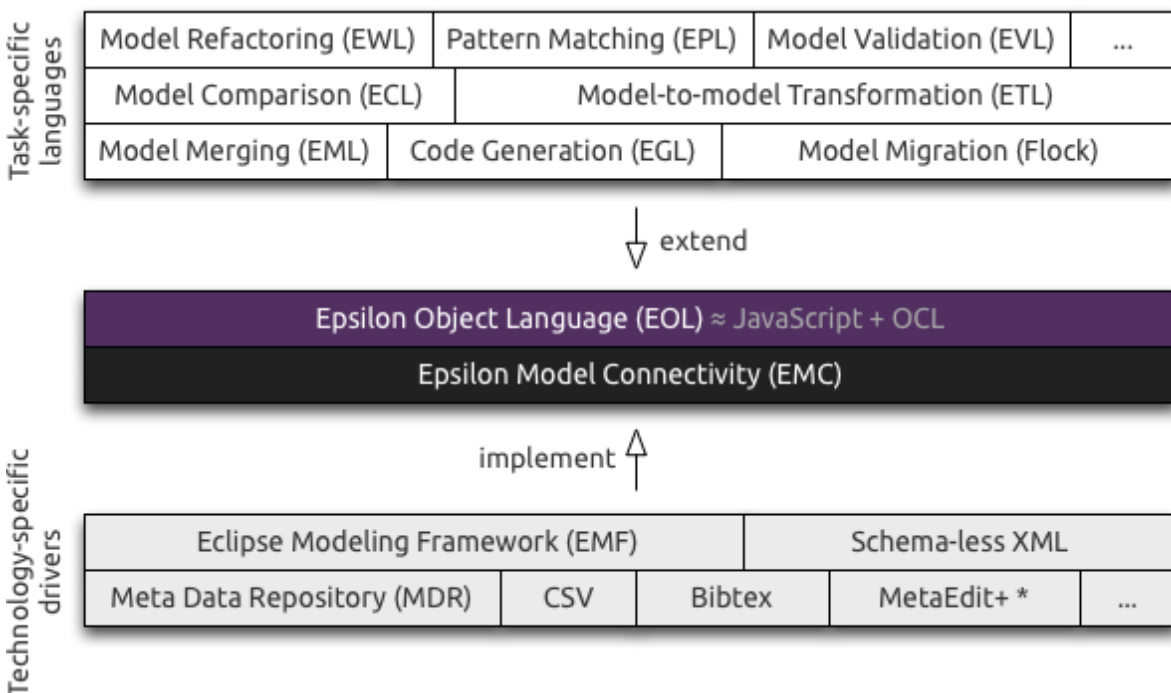 Task-specific
languages
Model Refactoring (EWL) Pattern Matching (EPL) Model Validation (EVL) ...
Model Comparison (ECL) Model-to-model Transformation (ETL)
Model Merging (EML) Code Generation (EGL) Model Migration (Flock)
extend
Epsilon Object Language (EOL) ≈ JavaScript + OCL
Epsilon Model Connectivity (EMC)
implement
Technology-specific
drivers
Eclipse Modeling Framework (EMF) Schema-less XML
Meta Data Repository (MDR) CSV Bibtex MetaEdit+ * ...